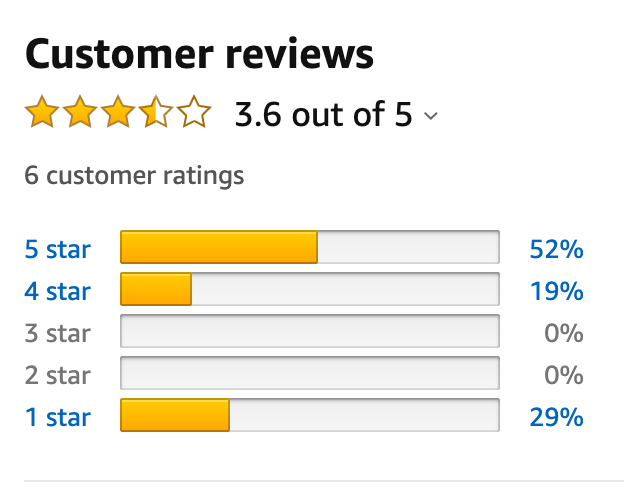 Customer reviews
3.6 out of 5
6 customer ratings
5 star 52%
4 star 19%
3 star 0%
2 star 0%
1 star 29%